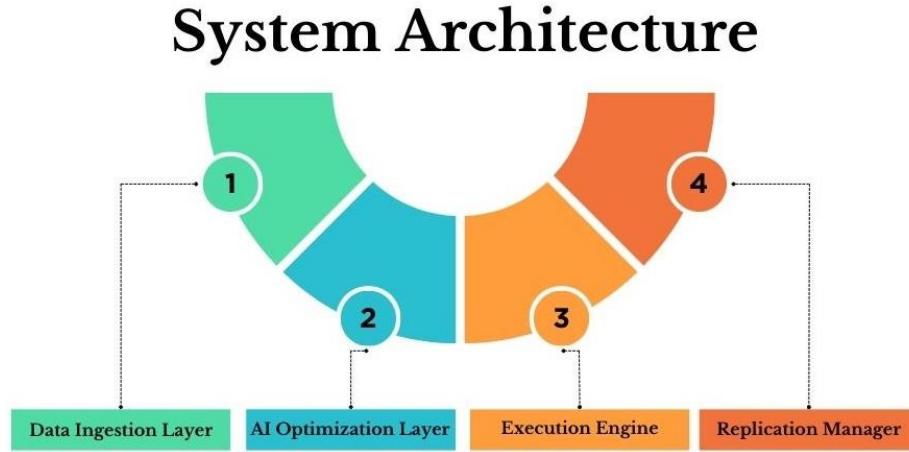 System Architecture
1
4
2
3
Data Ingestion Layer
AI Optimization Layer
Execution Engine
Replication Manager